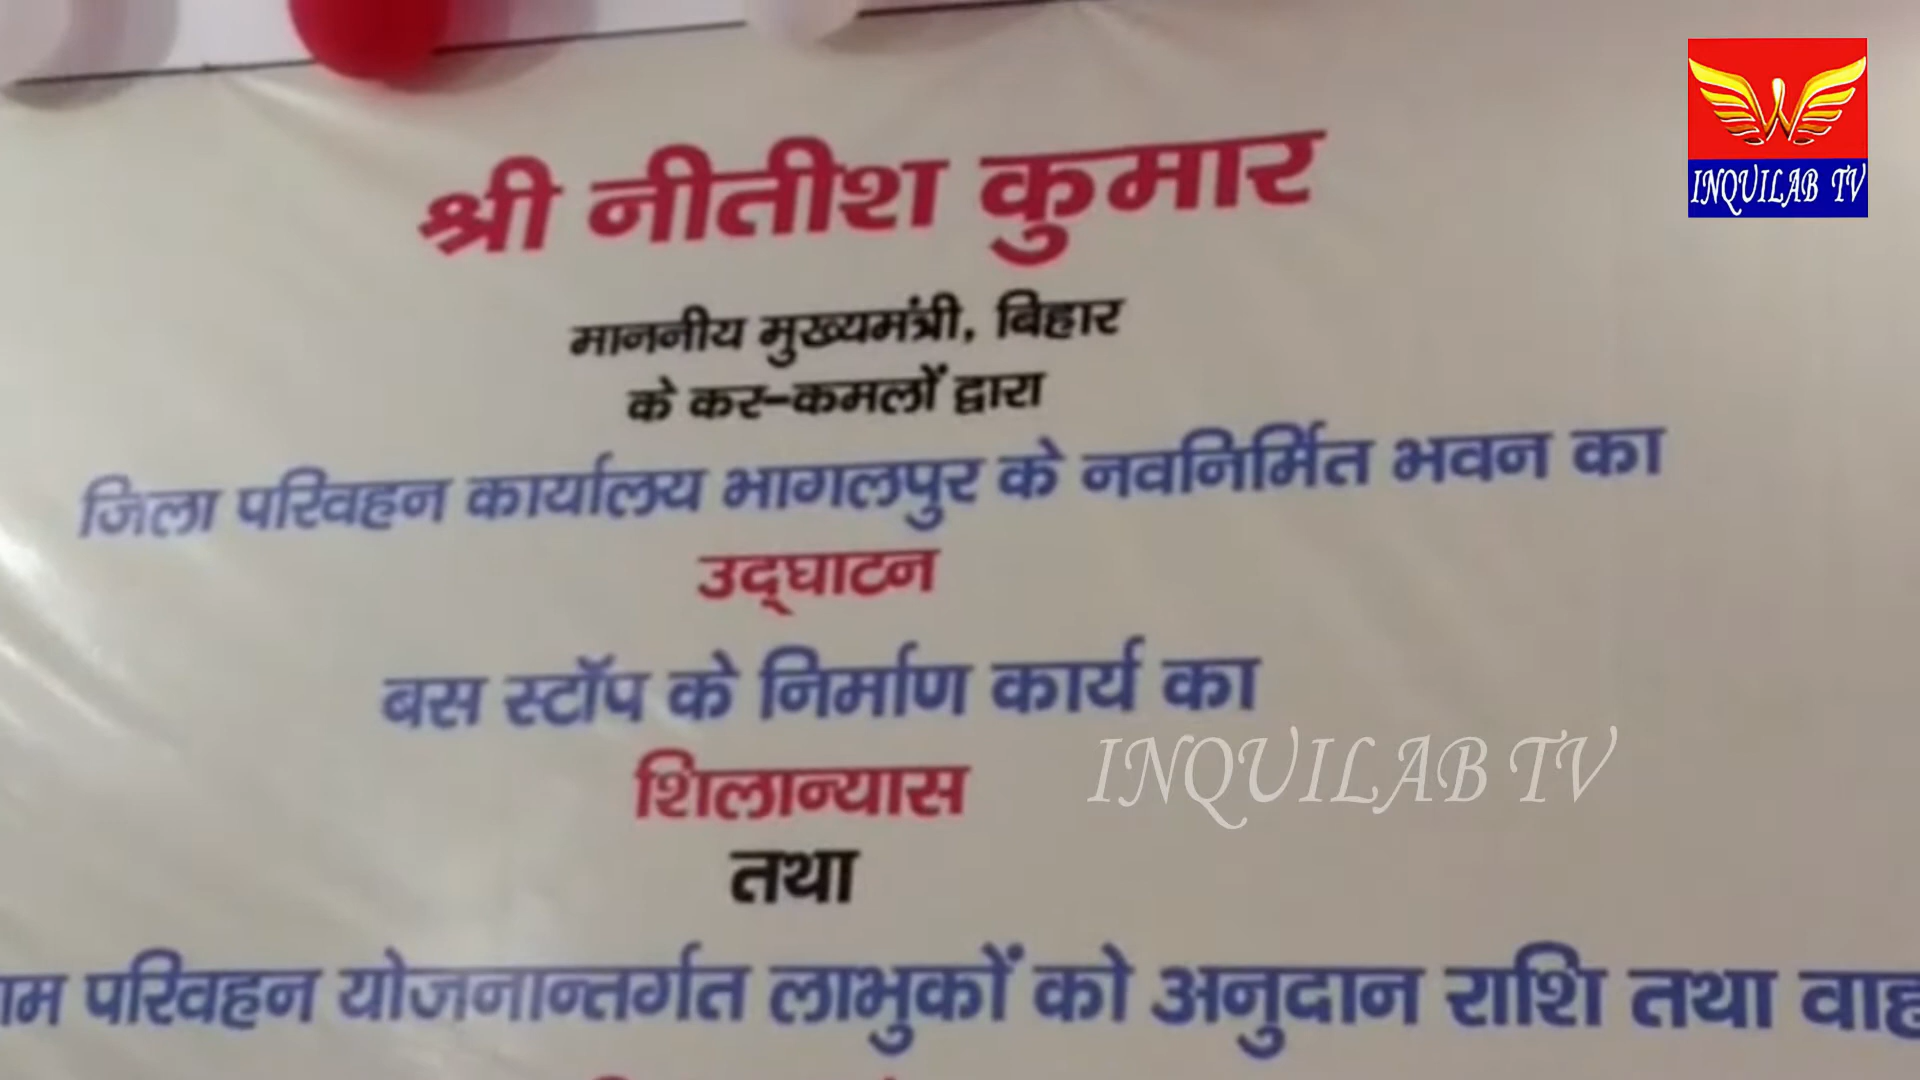 INQUILAB TV
श्री नीतीश कुमार
माननीय मुख्यमंत्री, बिहार
के कर-कमलों द्वारा
जिला परिवहन कार्यालय भागलपुर के नवनिर्मित भवन का
उद्घाटन
बस स्टॉप के निर्माण कार्य का
शिलान्यास
INQUILAB TV
तथा
परिवहन योजनान्तर्गत लाभुकों को अनुदान राशि तथा